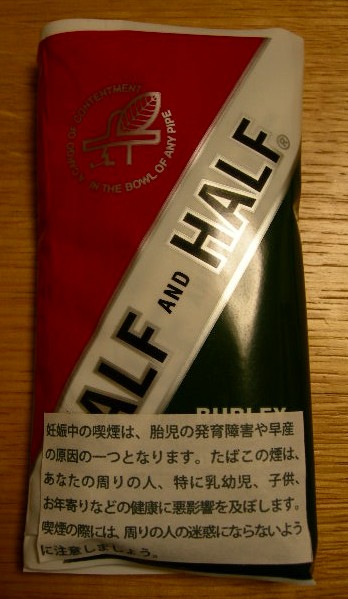 A CARGO OF CONTENTMENT
IN THE BOWL OF ANY PIPE
HALF
AND
HALF®
BURLEY
妊娠中の喫煙は、胎児の発育障害や早産
の原因の一つとなります。たばこの煙は、
あなたの周りの人、特に乳幼児、子供、
お年寄りなどの健康に悪影響を及ぼします。
喫煙の際には、周りの人の迷惑にならないよう
に注意しましょう。